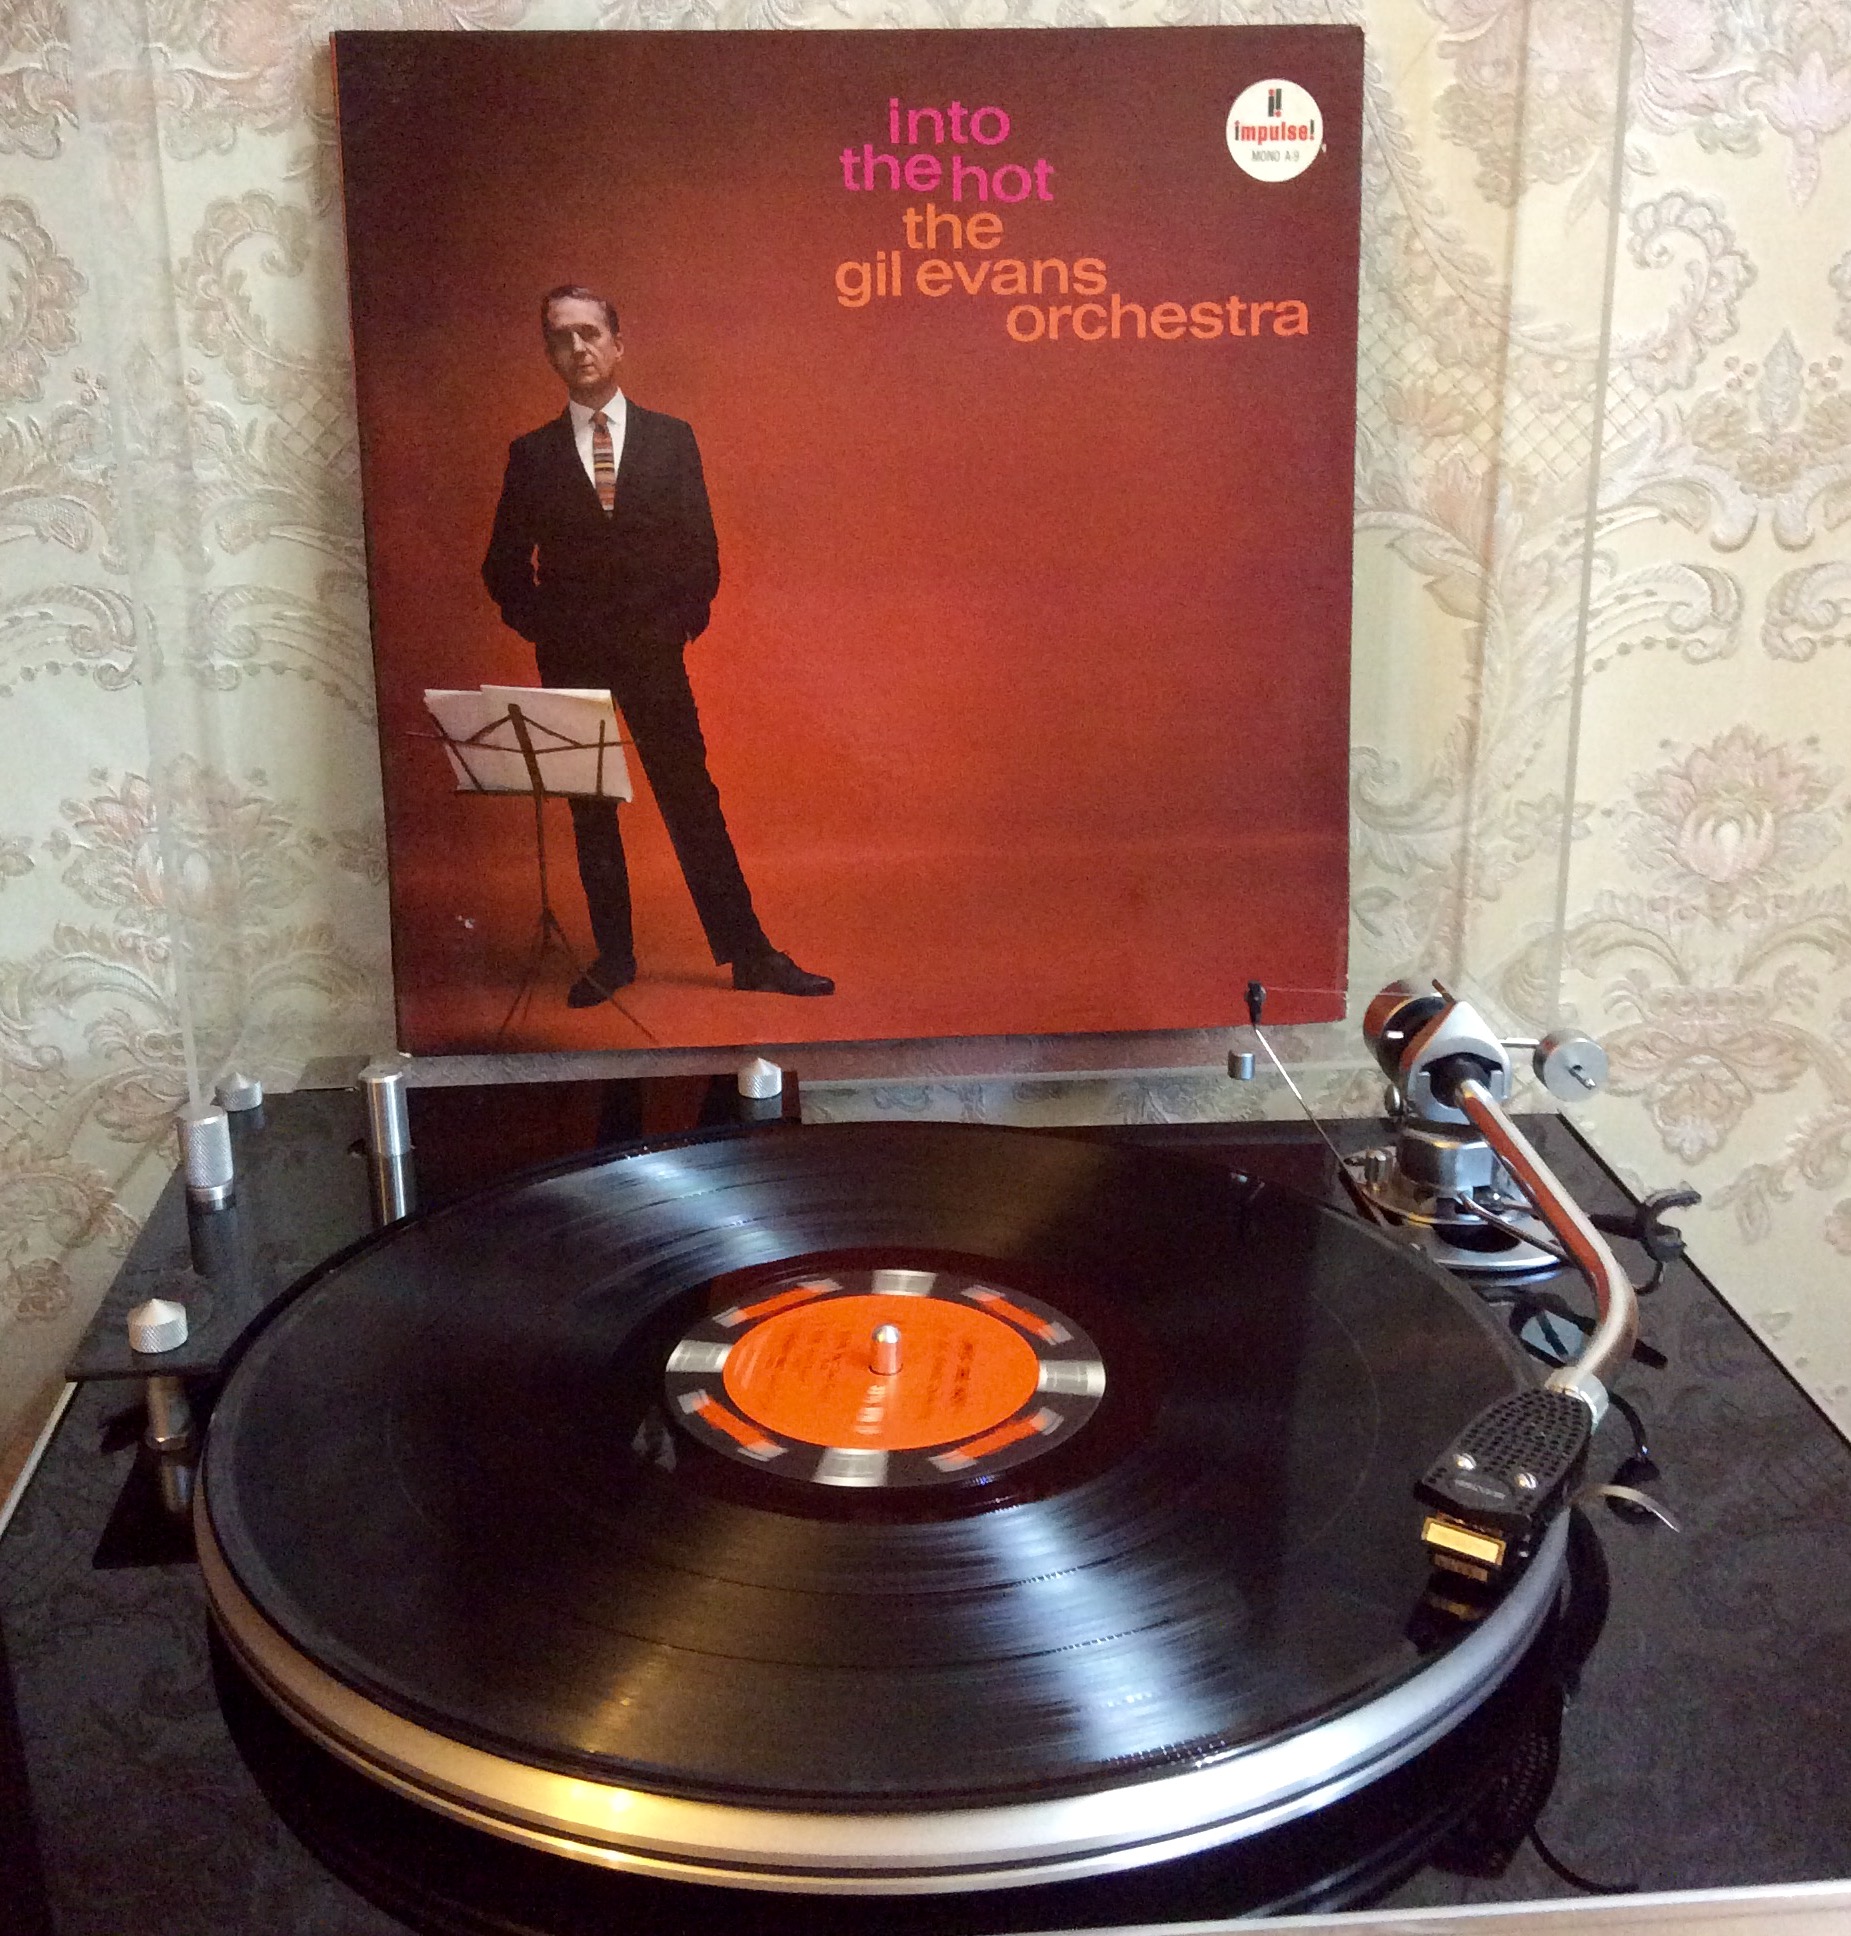 into
the hot
the
gil evans
orchestra
impulse!
MONO A-9